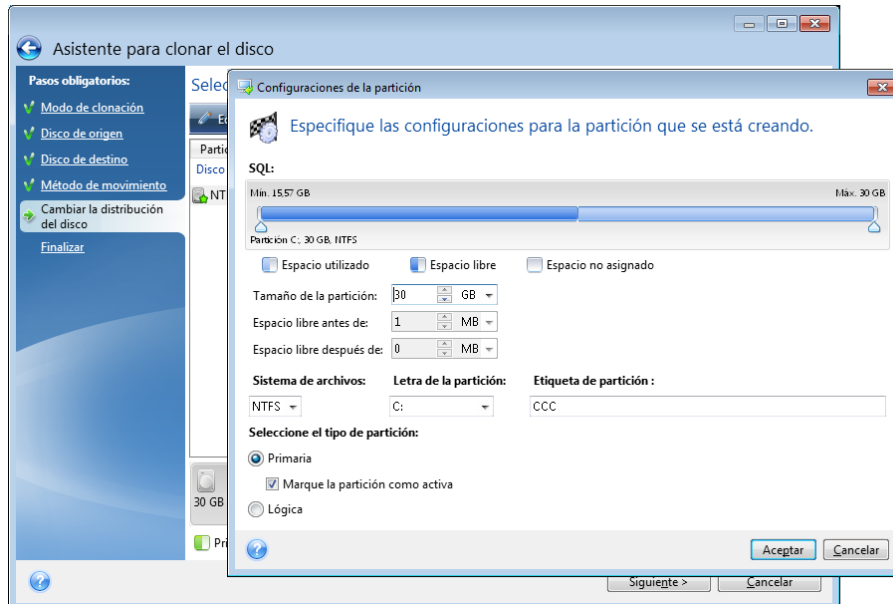 Asistente para clonar el disco
Pasos obligatorios:
Modo de clonación
Disco de origen
Disco de destino
Método de movimiento
Cambiar la distribución
del disco
Finalizar
30 GB
Configuraciones de la partición
Especifique las configuraciones para la partición que se está creando.
SQL:
Mín. 15,57 GB Máx. 30 GB
Partición C:, 30 GB, NTFS
Espacio utilizado Espacio libre Espacio no asignado
Tamaño de la partición: 30 GB
Espacio libre antes de: 1 MB
Espacio libre después de: 0 MB
Sistema de archivos: Letra de la partición: Etiqueta de partición :
NTFS C: CCC
Seleccione el tipo de partición:
Primaria
Marque la partición como activa
Lógica
Aceptar Cancelar
Siguiente > Cancelar